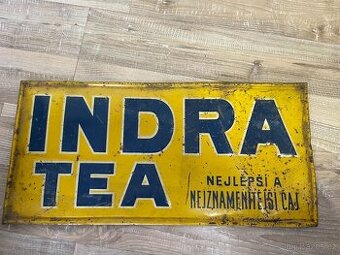 INDRA
TEA
NEJLEPŠÍ A
NEJZNAMENITĚJŠÍ ČAJ